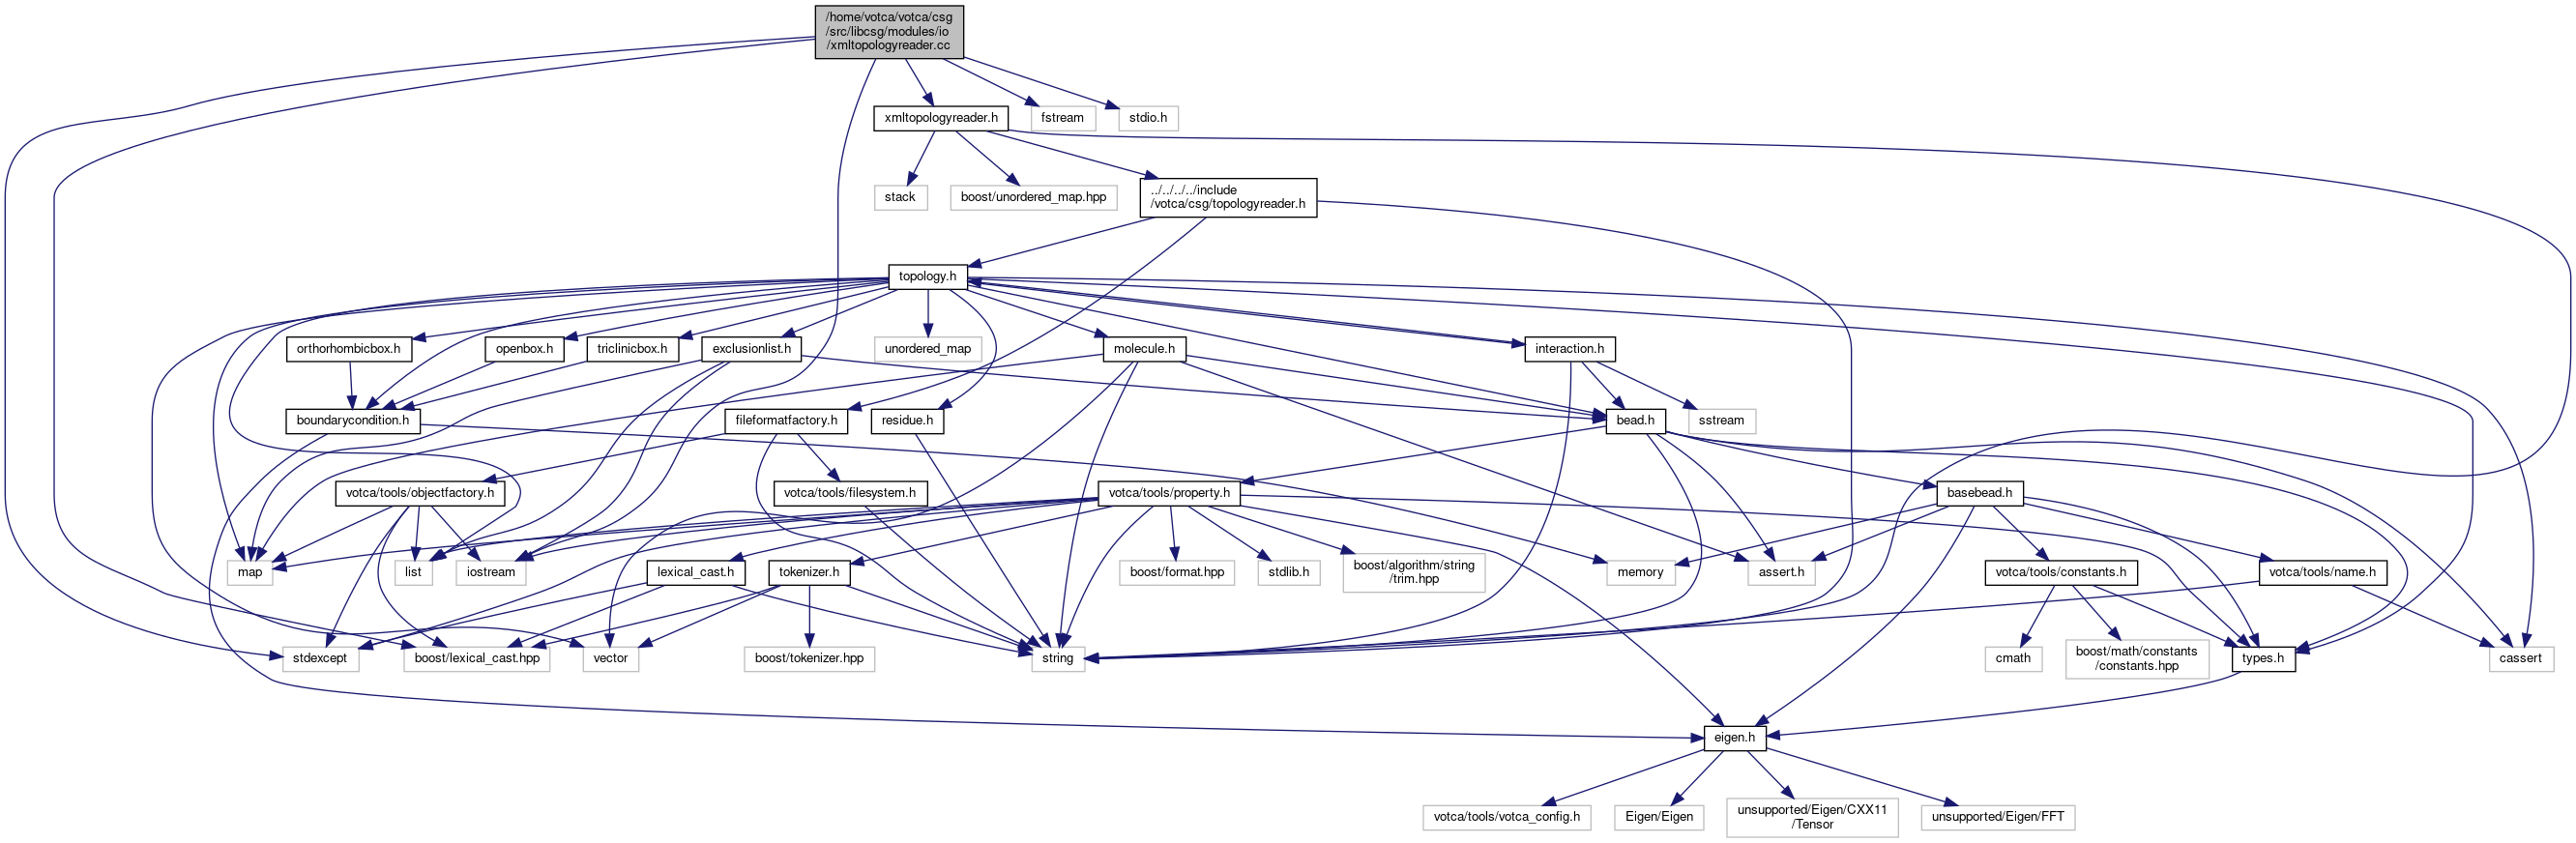 /home/votca/votca/csg
/src/libcsg/modules/io
/xmltopologyreader.cc
xmltopologyreader.h
fstream
stdio.h
stack
boost/unordered_map.hpp
../../../../include
/votca/csg/topologyreader.h
topology.h
orthorhombicbox.h
openbox.h
triclinicbox.h
exclusionlist.h
unordered_map
molecule.h
interaction.h
boundarycondition.h
fileformatfactory.h
residue.h
bead.h
sstream
votca/tools/objectfactory.h
votca/tools/filesystem.h
votca/tools/property.h
basebead.h
map
list
iostream
lexical_cast.h
tokenizer.h
boost/format.hpp
stdlib.h
boost/algorithm/string
/trim.hpp
memory
assert.h
votca/tools/constants.h
votca/tools/name.h
stdexcept
boost/lexical_cast.hpp
vector
boost/tokenizer.hpp
string
cmath
boost/math/constants
/constants.hpp
types.h
cassert
eigen.h
votca/tools/votca_config.h
Eigen/Eigen
unsupported/Eigen/CXX11
/Tensor
unsupported/Eigen/FFT